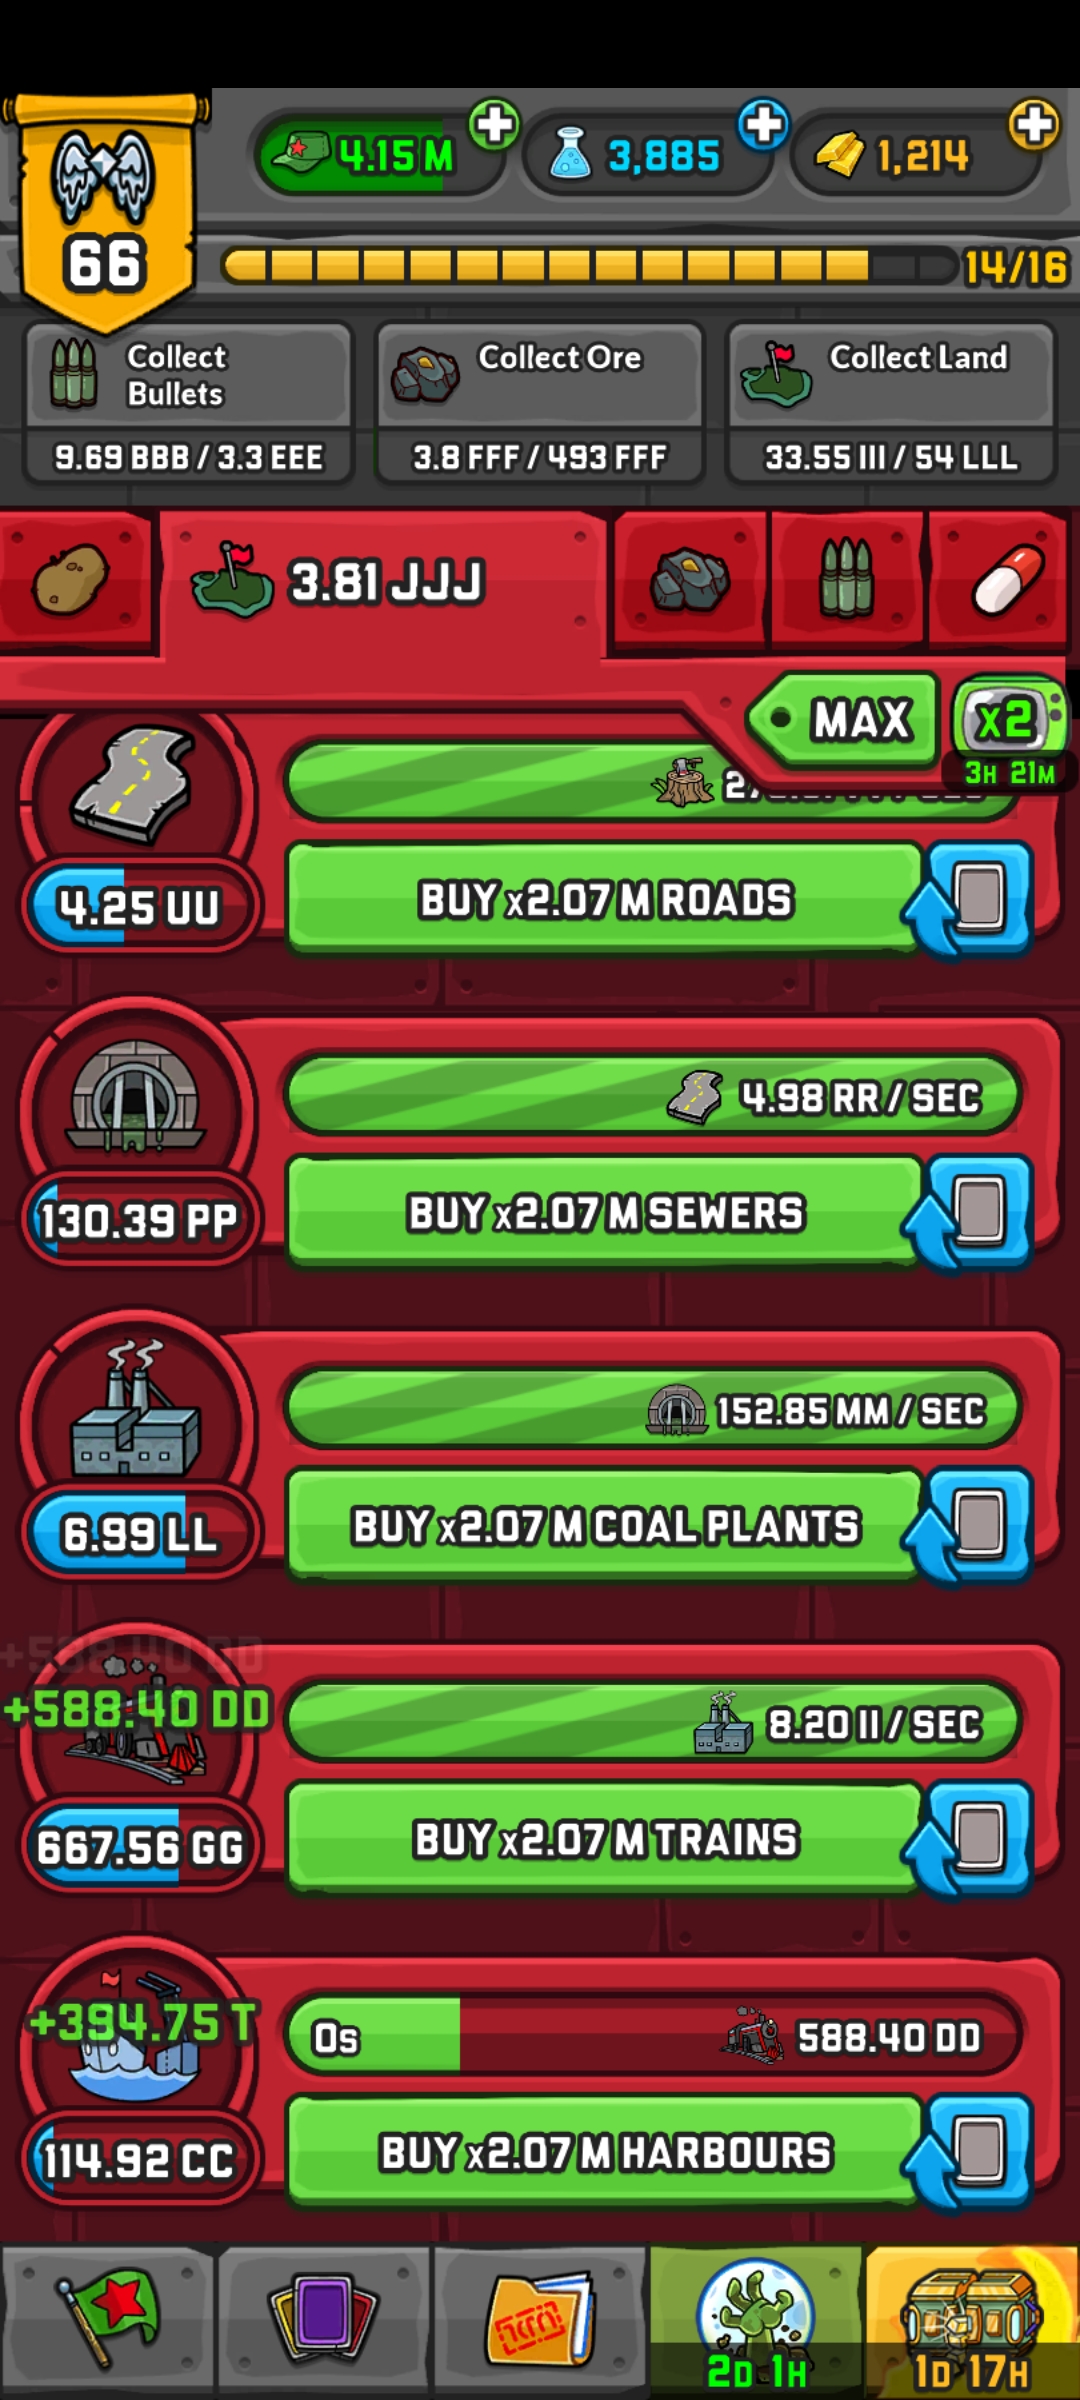 4.15 M
3,885
1,214
66
14/16
Collect
Bullets
Collect Ore
Collect Land
9.69 BBB / 3.3 EEE
3.8 FFF / 493 FFF
33.55 III / 54 LLL
3.81 JJJ
MAX
x2
3H 21M
4.25 UU
BUY x2.07 M ROADS
4.98 RR / SEC
130.39 PP
BUY x2.07 M SEWERS
152.85 MM / SEC
6.99 LL
BUY x2.07 M COAL PLANTS
+588.40 DD
+588.40 DD
8.20 II / SEC
667.56 GG
BUY x2.07 M TRAINS
+394.75 T
0s
588.40 DD
114.92 CC
BUY x2.07 M HARBOURS
2D 1H
1D 17H